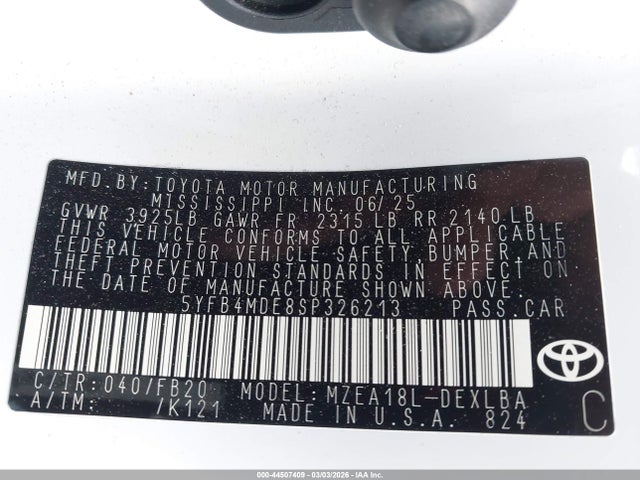 MFD. BY: TOYOTA MOTOR MANUFACTURING
MISSISSIPPI INC. 06/25
GVWR 3925LB GAWR FR 2315 LB RR 2140 LB
THIS VEHICLE CONFORMS TO ALL APPLICABLE
FEDERAL MOTOR VEHICLE SAFETY, BUMPER, AND
THEFT PREVENTION STANDARDS IN EFFECT ON
THE DATE OF MANUFACTURE SHOWN ABOVE.
5YFB4MDE8SP326213 PASS.CAR
C/TR: 040/FB20 MODEL: MZEA18L-DEXLBA
A/TM: /K121 MADE IN U.S.A. 824 C
000-44507409 - 03/03/2026 - IAA Inc.